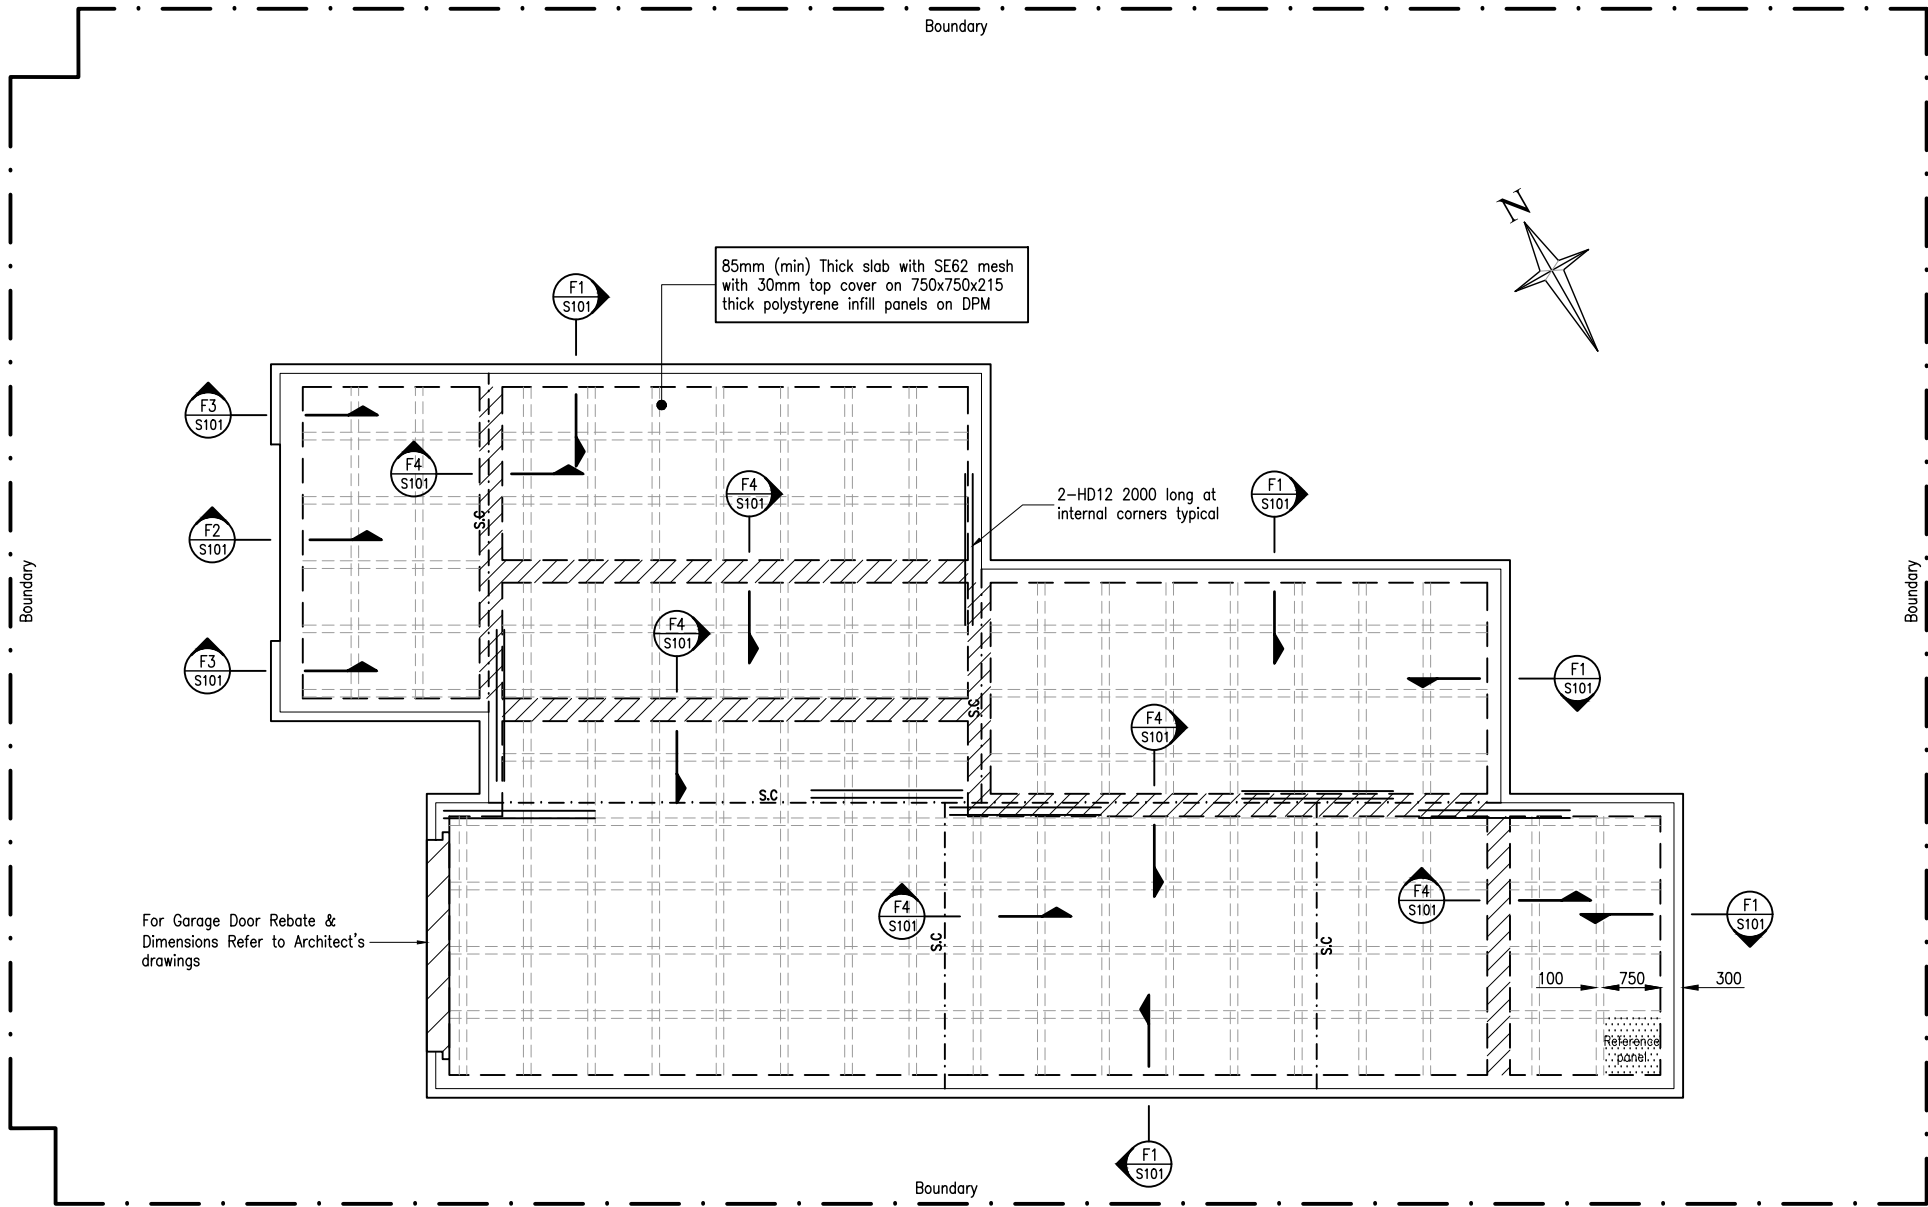 Boundary
N
85mm (min) Thick slab with SE62 mesh
with 30mm top cover on 750x750x215
thick polystyrene infill panels on DPM
F1
S101
F3
S101
F4
S101
F4
S101
F1
S101
2-HD12 2000 long at
internal corners typical
S.C
F2
S101
Boundary
Boundary
F4
S101
F3
S101
F1
S101
S.C
F4
S101
S.C
F4
S101
F4
S101
F1
S101
For Garage Door Rebate &
Dimensions Refer to Architect's
drawings
S.C
S.C
100 750 300
Reference
panel
F1
S101
Boundary